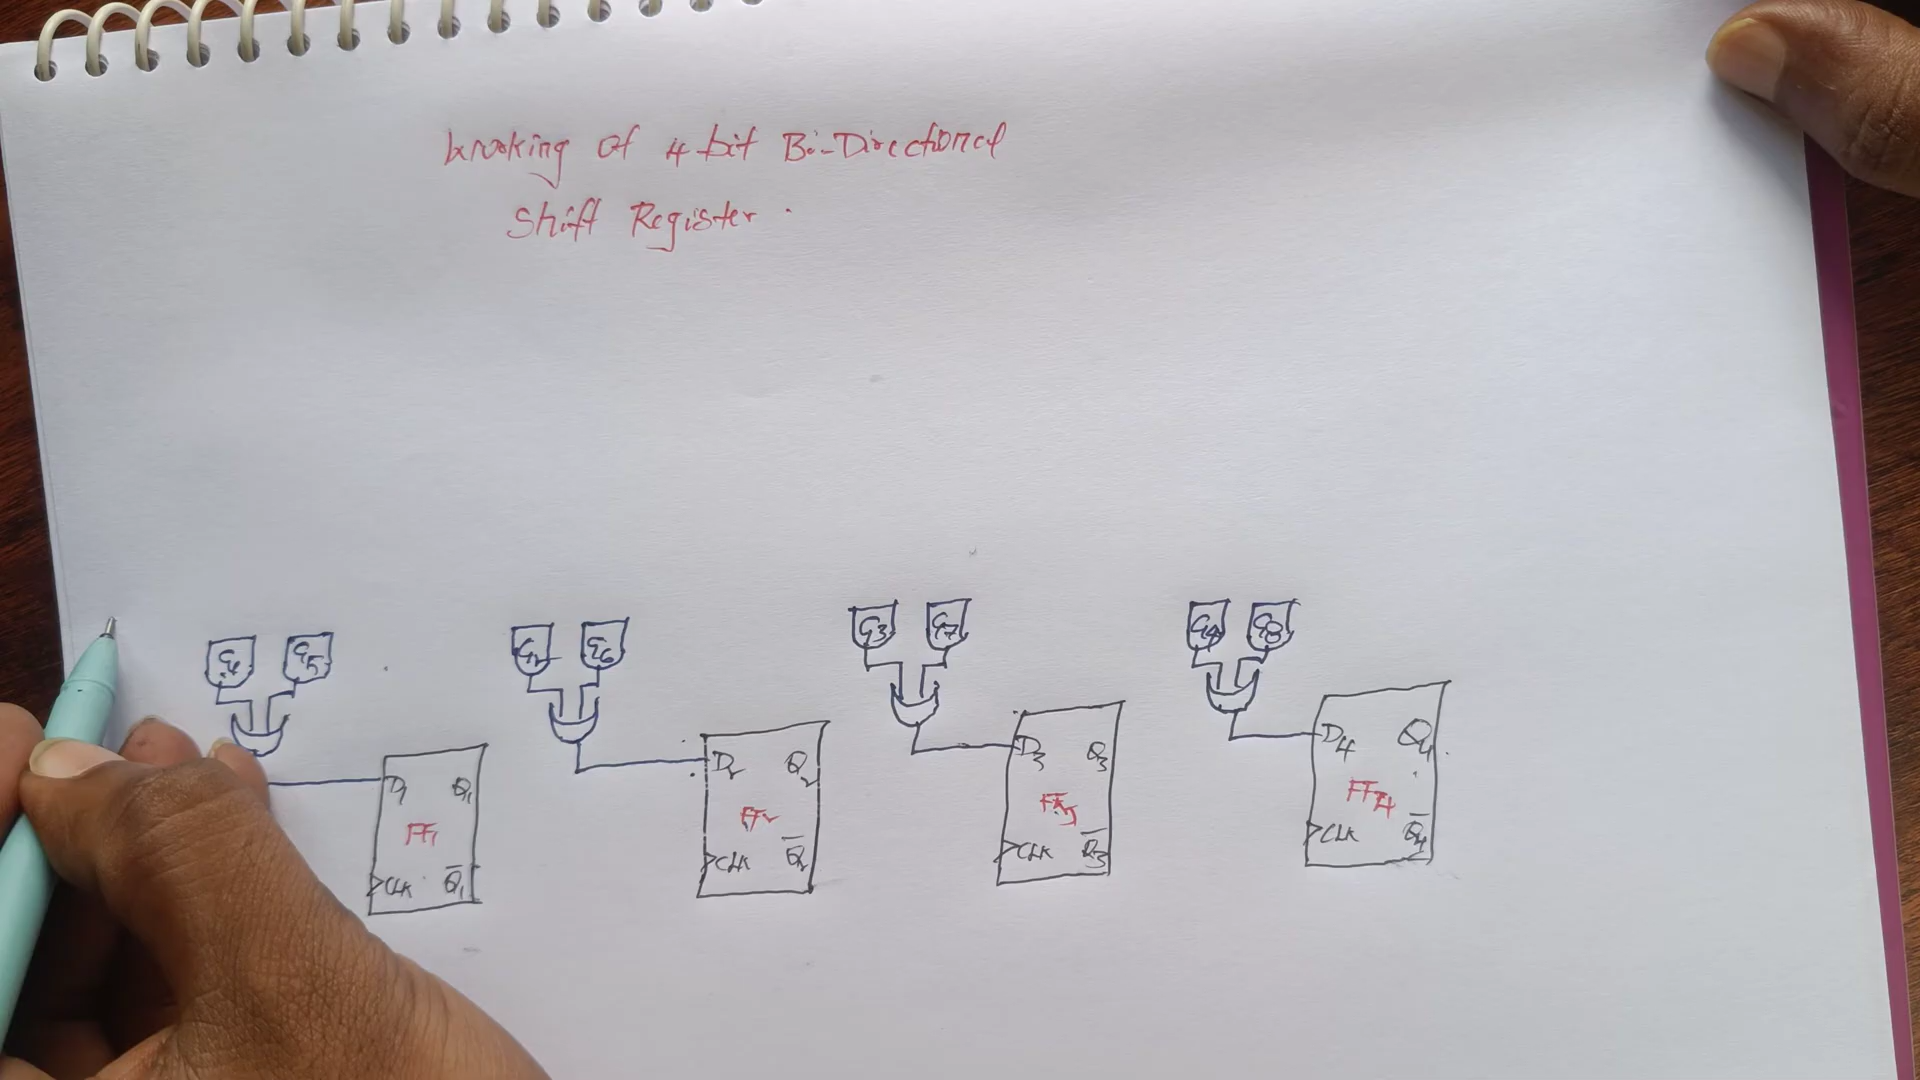 Working of 4-bit Bi-Directional
Shift Register.
G1 G5 G2 G6 G3 G7 G4 G8
D1 Q1 D2 Q2 D3 Q3 D4 Q4
FF1 FF2 FF3 FF4
CLK Q̅1 CLK Q̅2 CLK Q̅3 CLK Q̅4